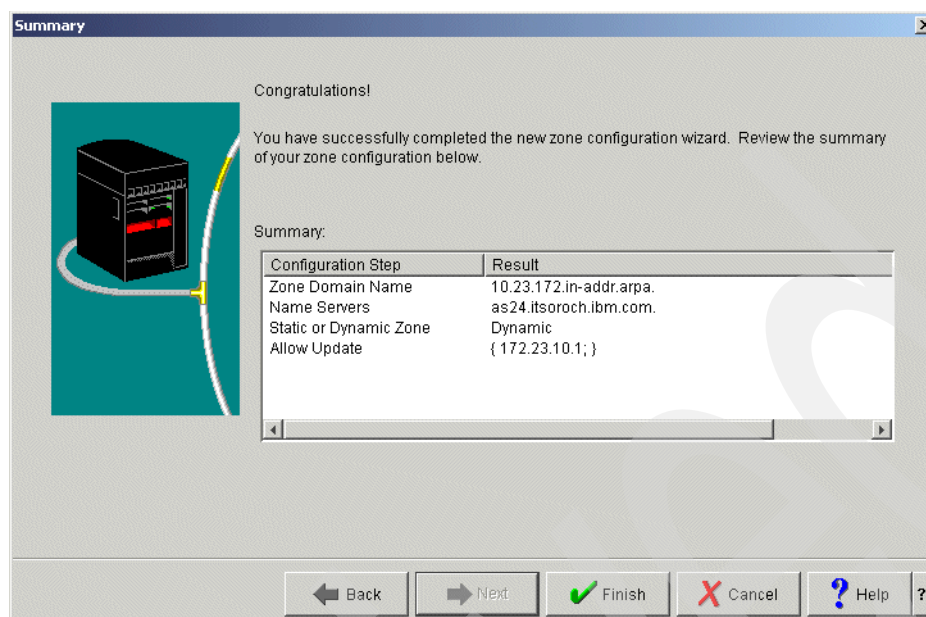 Summary
Congratulations!
You have successfully completed the new zone configuration wizard. Review the summary
of your zone configuration below.
Summary:
Configuration Step Result
Zone Domain Name 10.23.172.in-addr.arpa.
Name Servers as24.itsoroch.ibm.com.
Static or Dynamic Zone Dynamic
Allow Update { 172.23.10.1; }
Back Next Finish Cancel ? Help ?